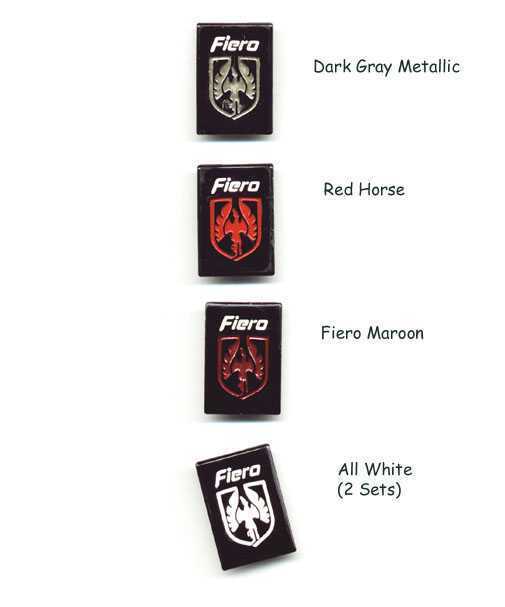 Fiero
Dark Gray Metallic
Fiero
Red Horse
Fiero
Fiero Maroon
Fiero
All White
(2 Sets)